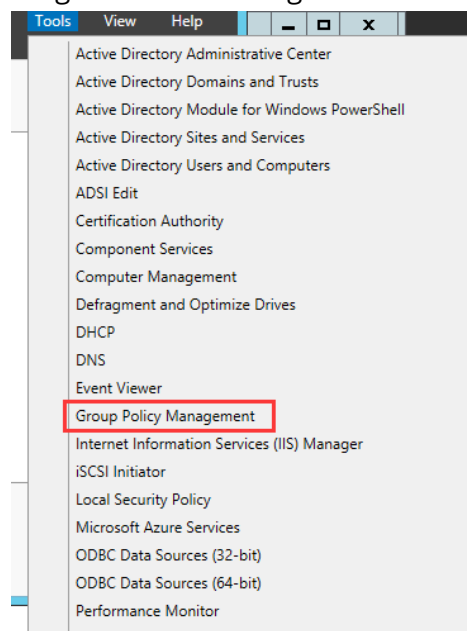 Tools View Help
Active Directory Administrative Center
Active Directory Domains and Trusts
Active Directory Module for Windows PowerShell
Active Directory Sites and Services
Active Directory Users and Computers
ADSI Edit
Certification Authority
Component Services
Computer Management
Defragment and Optimize Drives
DHCP
DNS
Event Viewer
Group Policy Management
Internet Information Services (IIS) Manager
iSCSI Initiator
Local Security Policy
Microsoft Azure Services
ODBC Data Sources (32-bit)
ODBC Data Sources (64-bit)
Performance Monitor